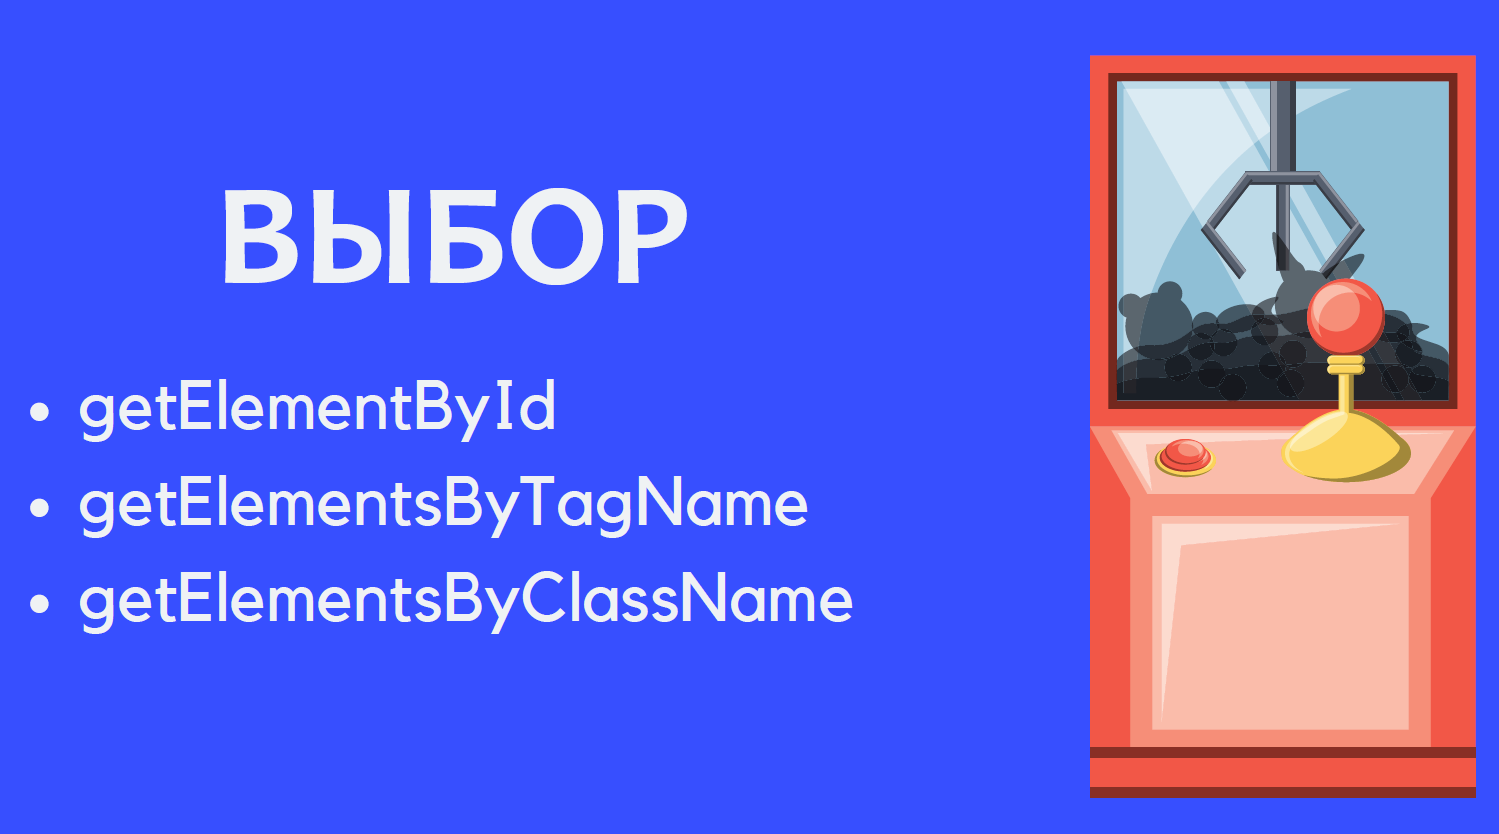 ВЫБОР
• getElementById
• getElementsByTagName
• getElementsByClassName